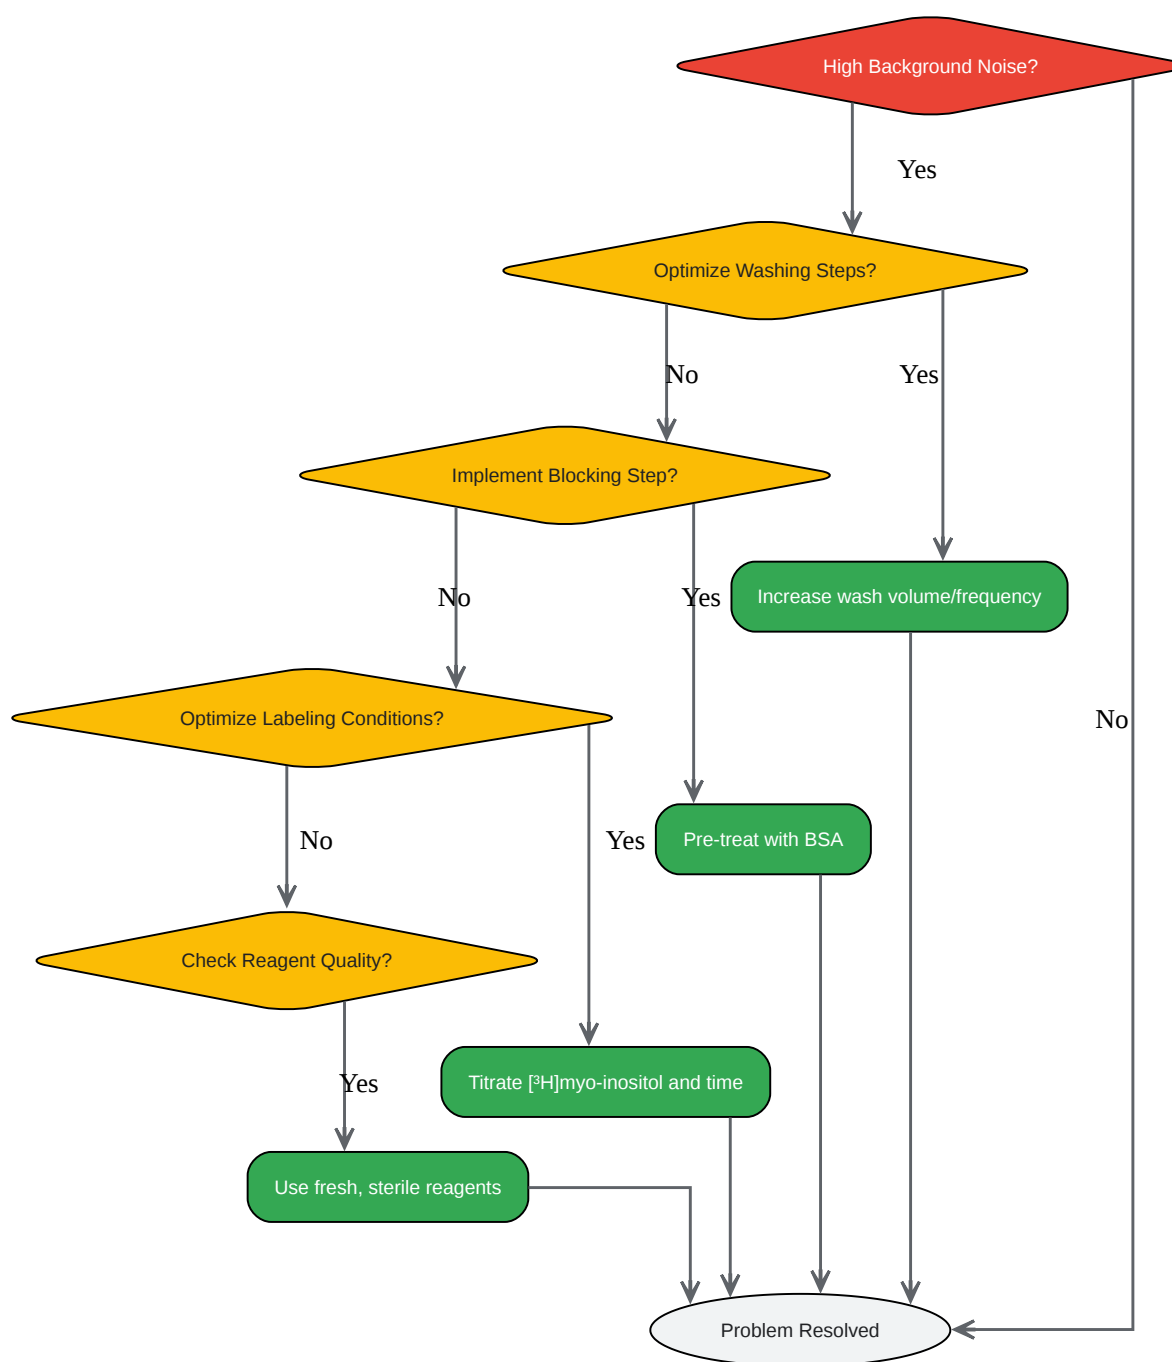 High Background Noise?
Yes
Optimize Washing Steps?
No
Yes
Implement Blocking Step?
No
Yes
Increase wash volume/frequency
Optimize Labeling Conditions?
No
No
Yes
Pre-treat with BSA
Check Reagent Quality?
Yes
Titrate [³H]myo-inositol and time
Use fresh, sterile reagents
Problem Resolved